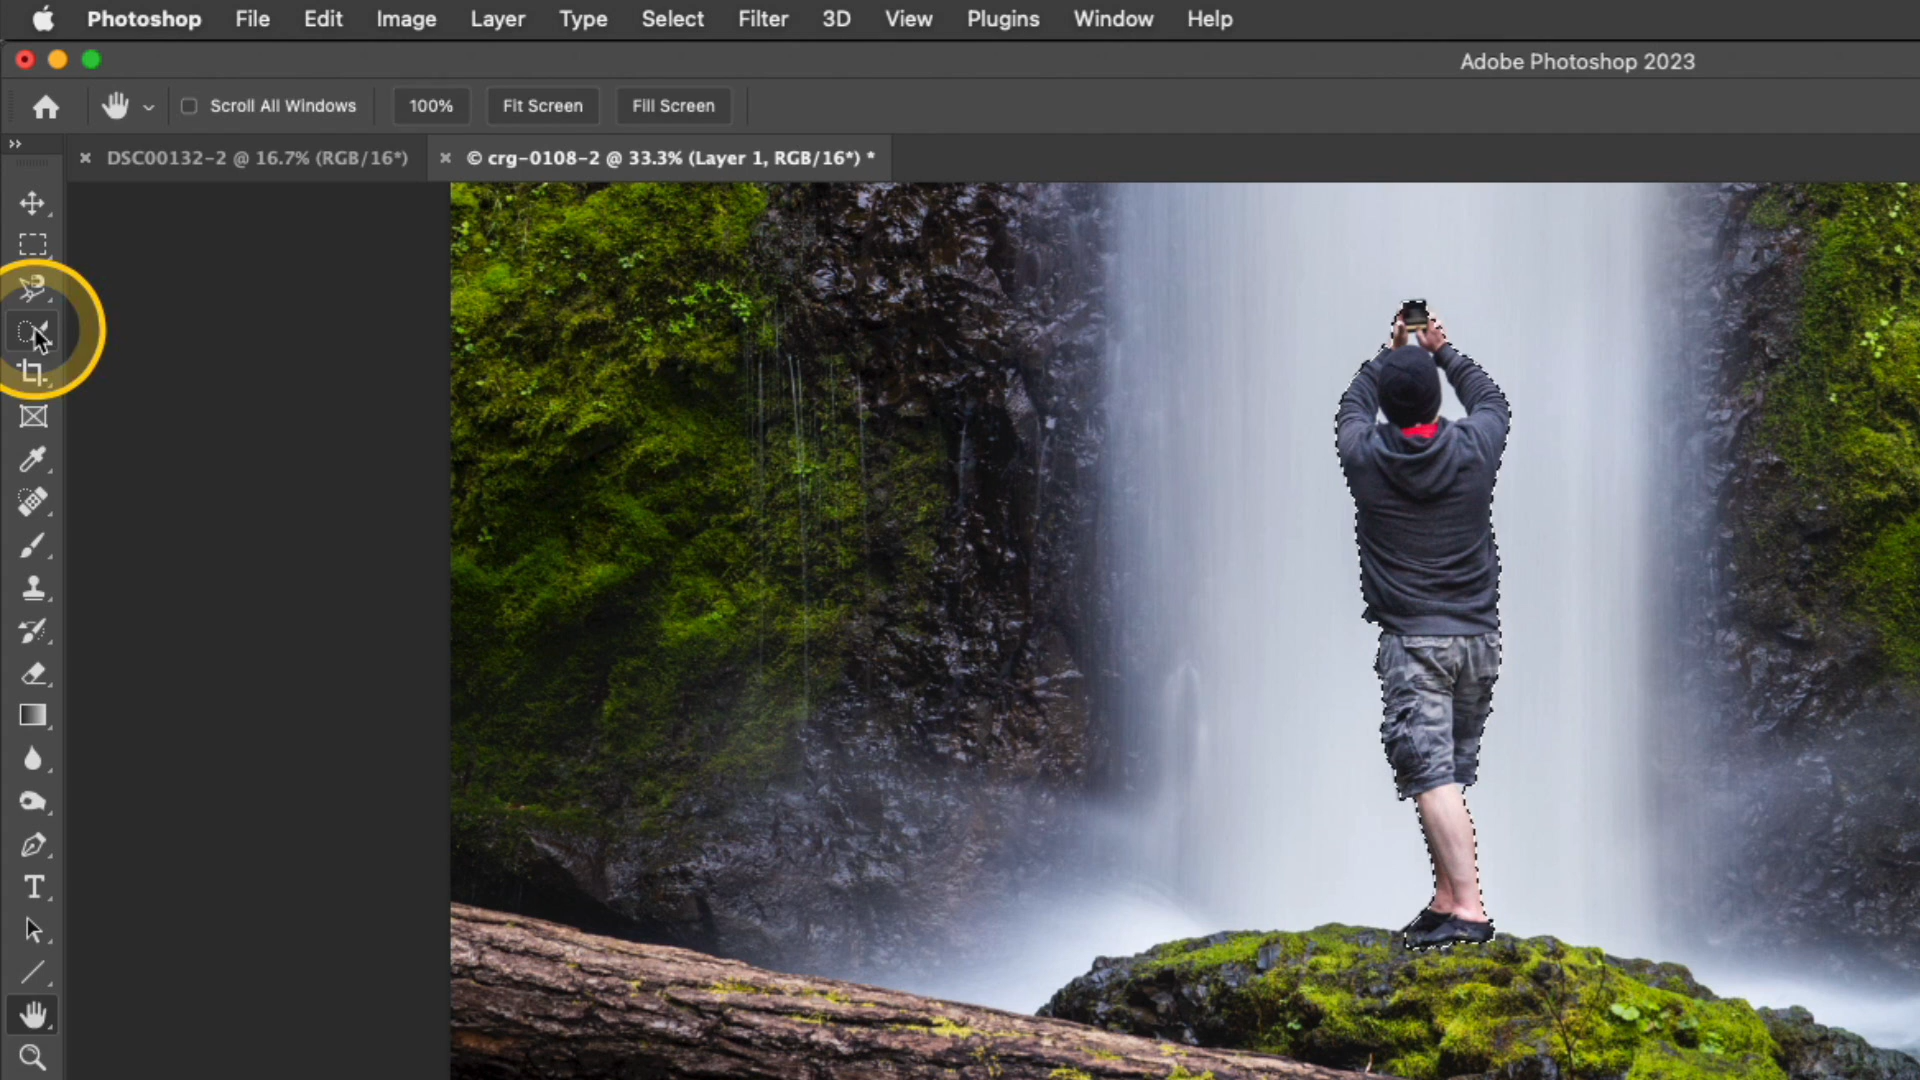 Photoshop File Edit Image Layer Type Select Filter 3D View Plugins Window Help
Adobe Photoshop 2023
Scroll All Windows 100% Fit Screen Fill Screen
DSC00132-2 @ 16.7% (RGB/16*) © crg-0108-2 @ 33.3% (Layer 1, RGB/16*) *